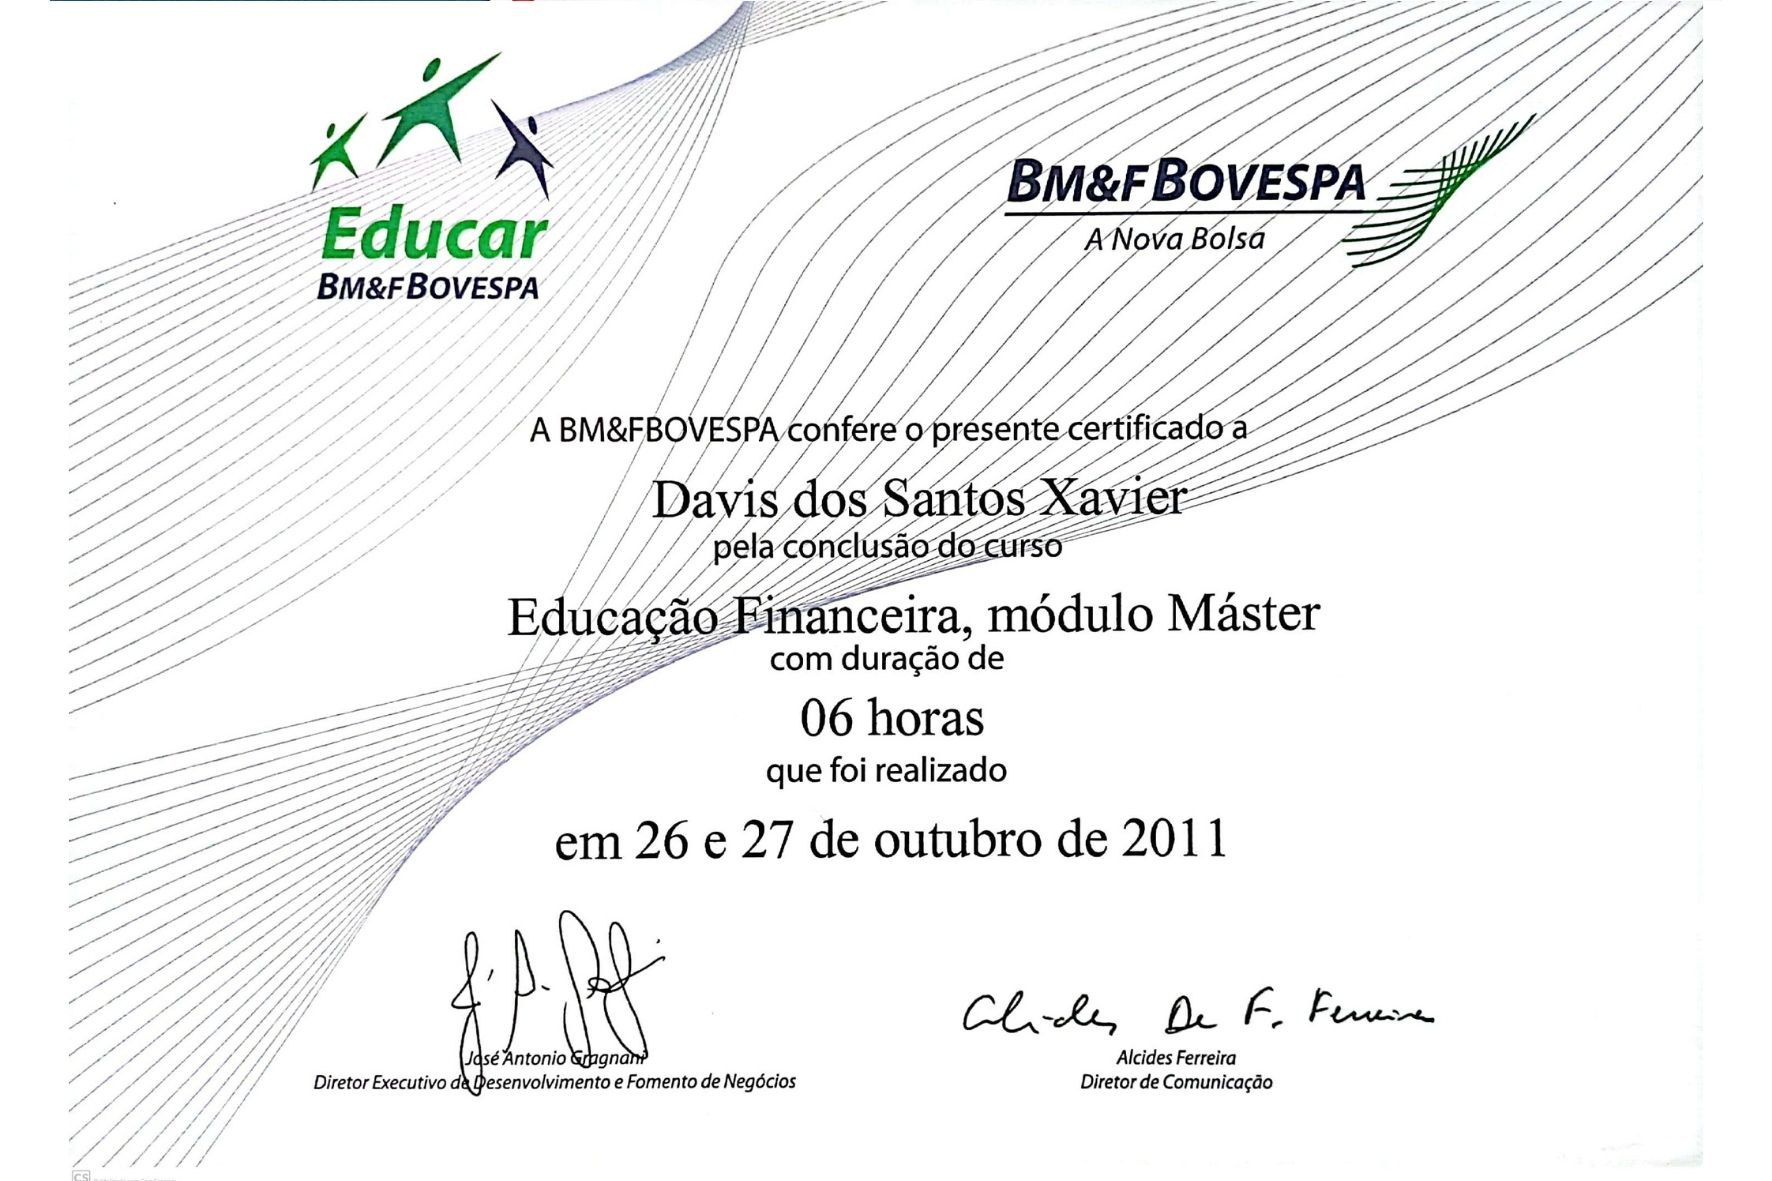 Educar
BM&FBOVESPA
BM&FBOVESPA
A Nova Bolsa
A BM&FBOVESPA confere o presente certificado a
Davis dos Santos Xavier
pela conclusão do curso
Educação Financeira, módulo Máster
com duração de
06 horas
que foi realizado
em 26 e 27 de outubro de 2011
Alcides De F. Ferreira
José Antonio Gragnani
Diretor Executivo de Desenvolvimento e Fomento de Negócios
Alcides Ferreira
Diretor de Comunicação
CS